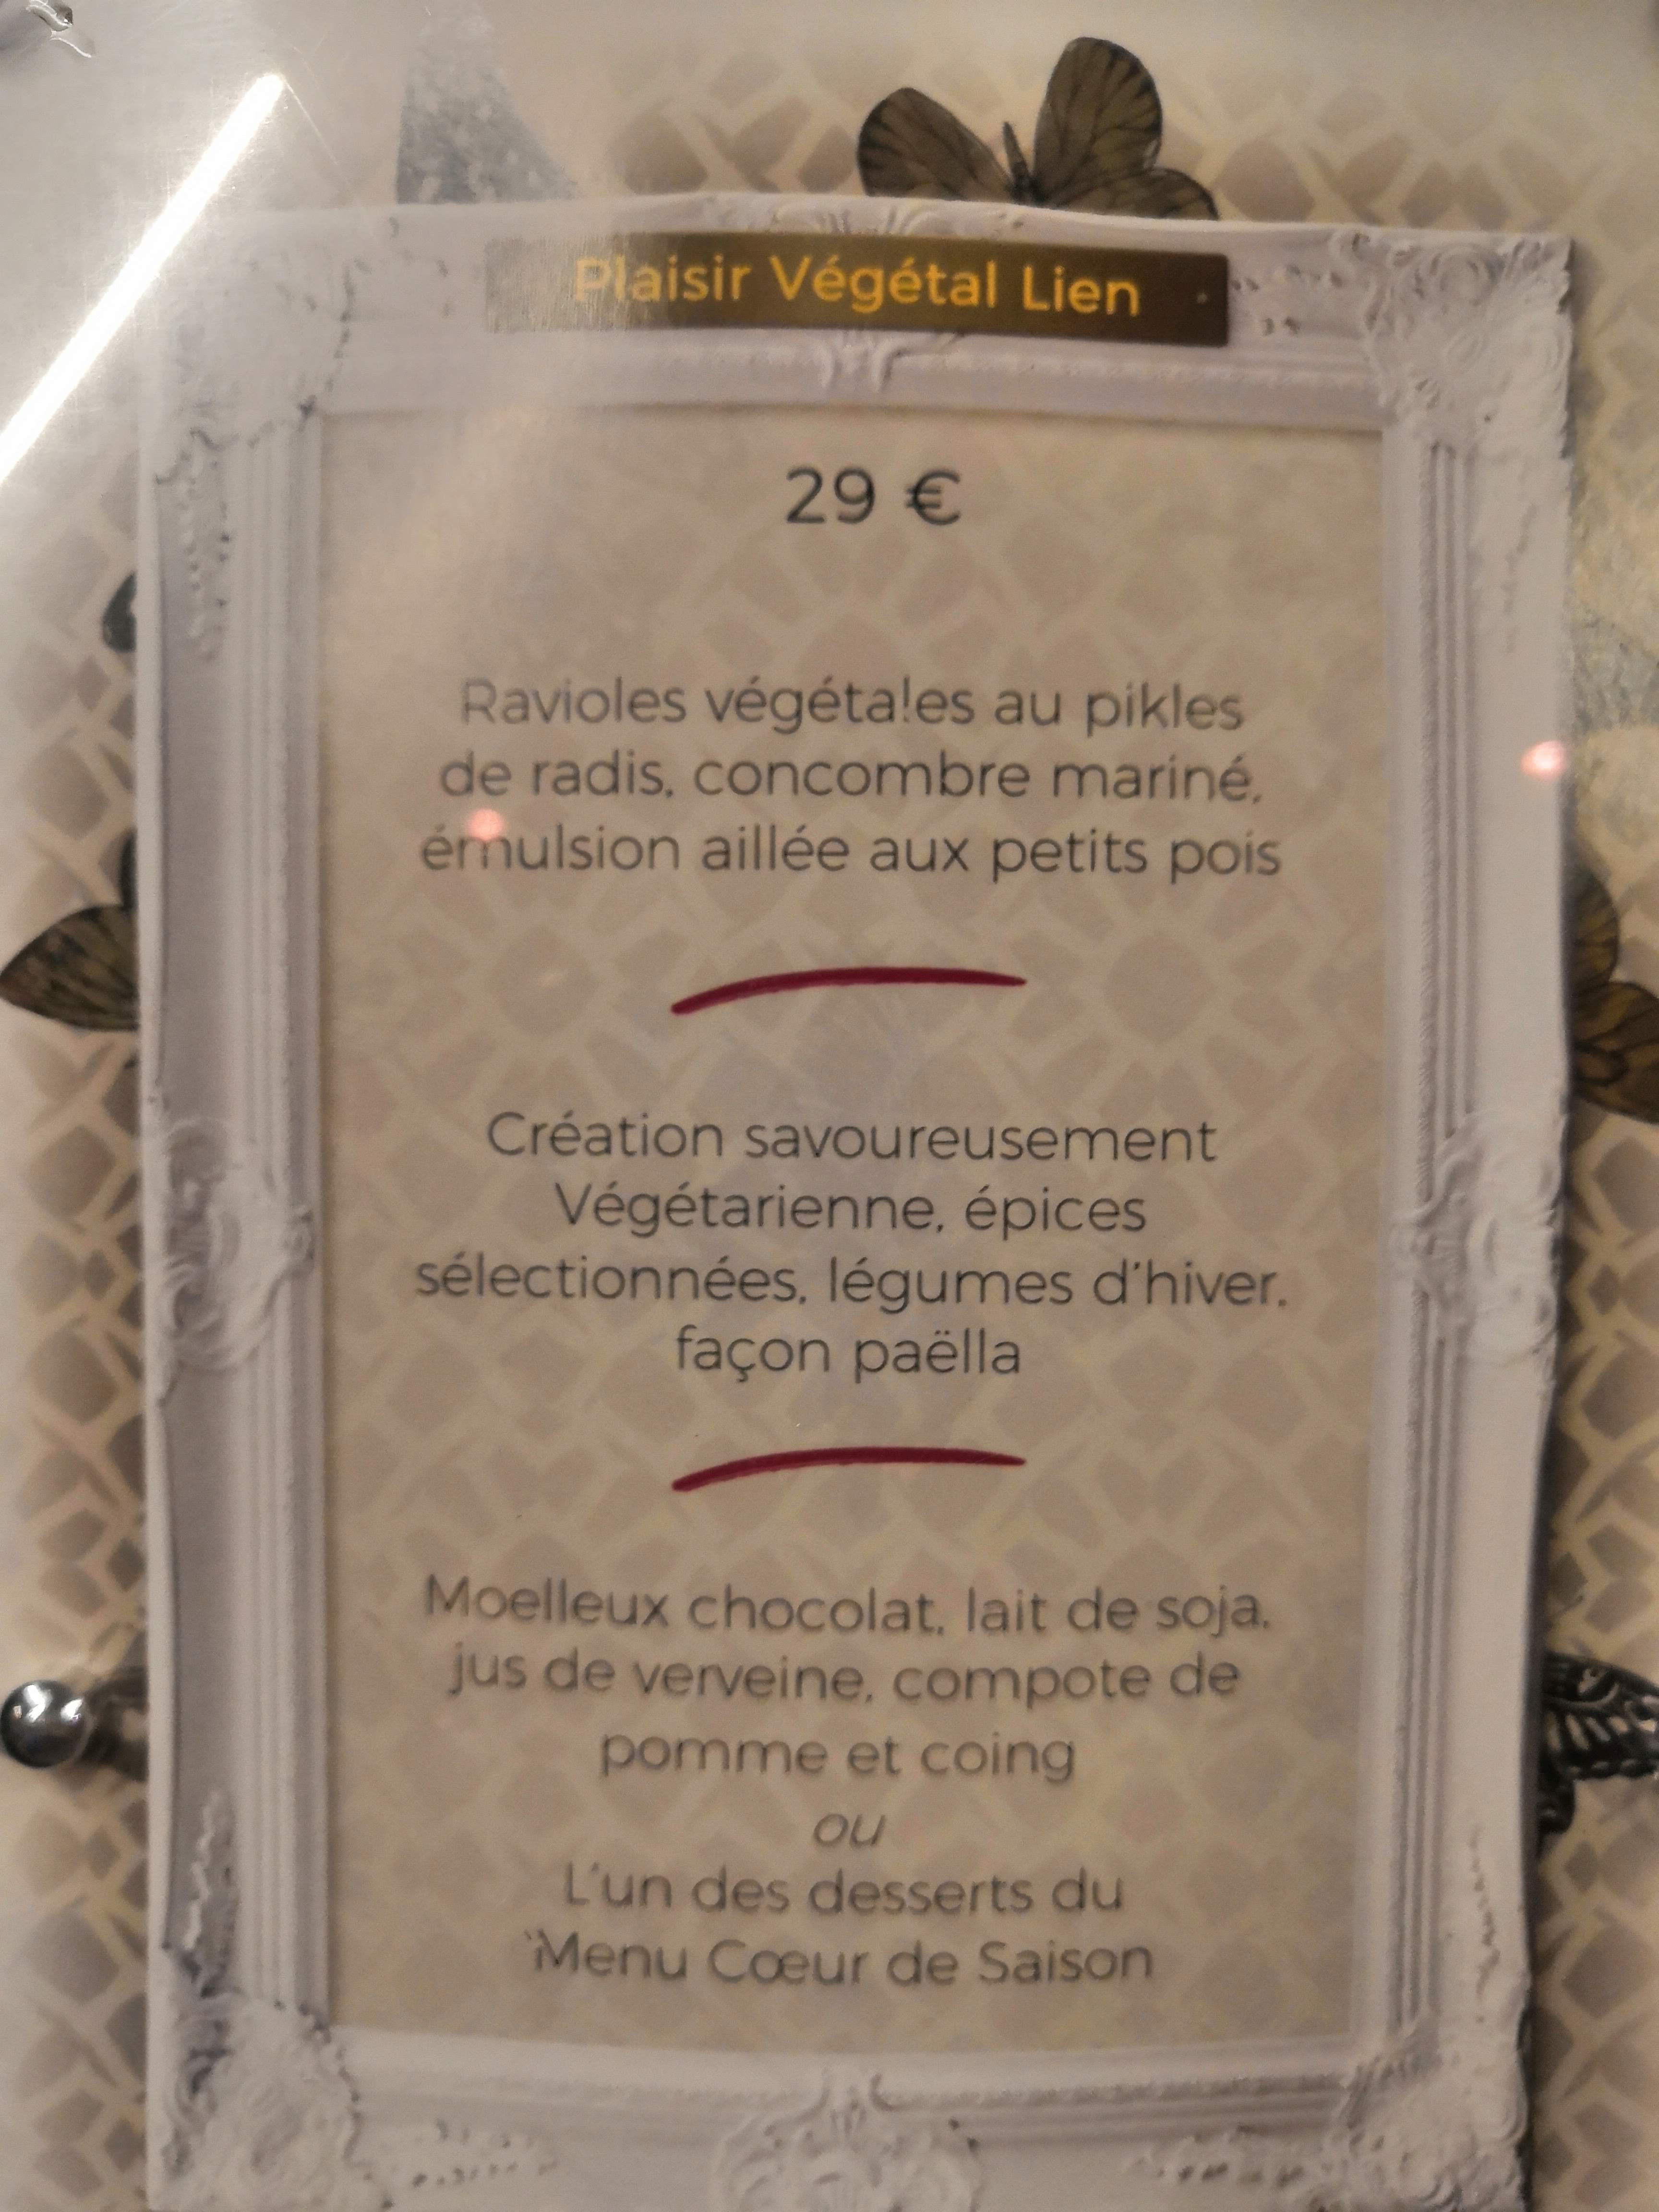 Plaisir Végétal Lien
29 €
Ravioles végétales au pikles
de radis, concombre mariné,
émulsion aillée aux petits pois
Création savoureusement
Végétarienne, épices
sélectionnées, légumes d'hiver,
façon paëlla
Moelleux chocolat, lait de soja,
jus de verveine, compote de
pomme et coing
ou
L'un des desserts du
Menu Cœur de Saison